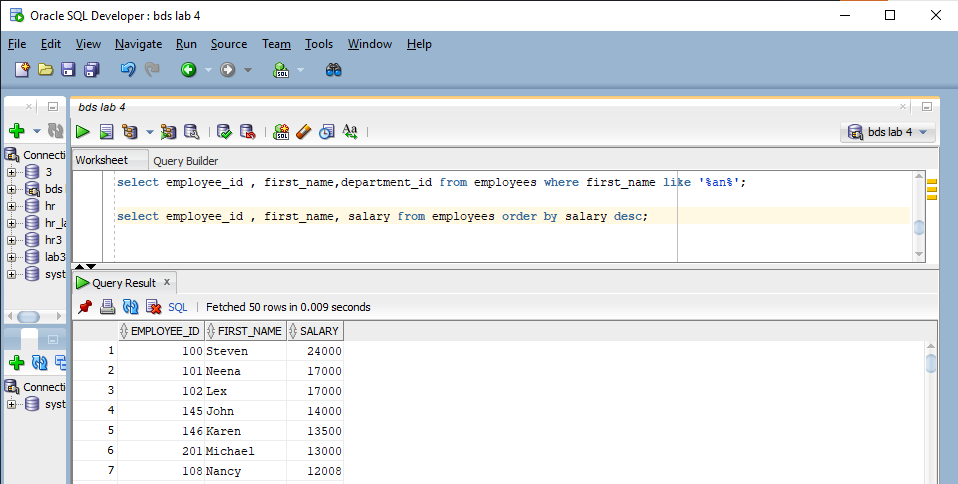 Oracle SQL Developer : bds lab 4
File Edit View Navigate Run Source Team Tools Window Help
bds lab 4
bds lab 4
Worksheet Query Builder
select employee_id , first_name,department_id from employees where first_name like '%an%';
select employee_id , first_name, salary from employees order by salary desc;
Connecti
3
bds
hr
hr_la
hr3
lab3
syst
Connecti
syst
Query Result x
SQL | Fetched 50 rows in 0.009 seconds
EMPLOYEE_ID FIRST_NAME SALARY
1 100 Steven 24000
2 101 Neena 17000
3 102 Lex 17000
4 145 John 14000
5 146 Karen 13500
6 201 Michael 13000
7 108 Nancy 12008